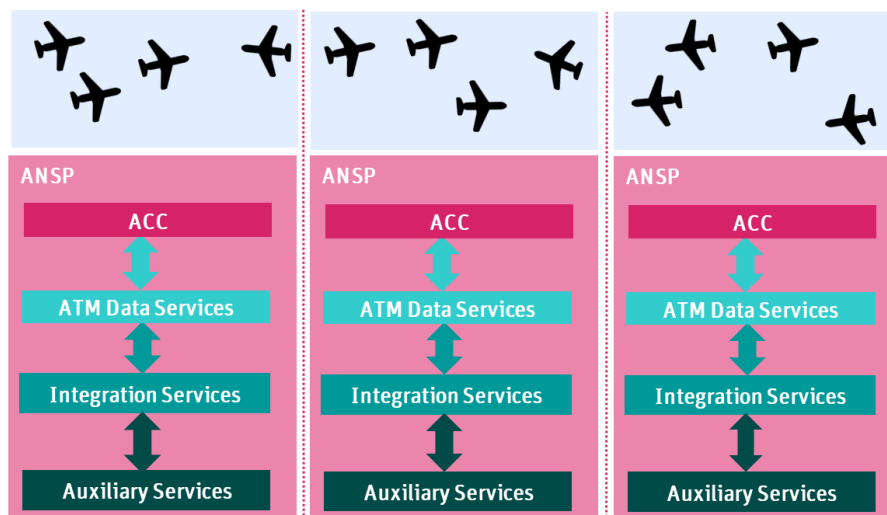 ANSP
ACC
ATM Data Services
Integration Services
Auxiliary Services
ANSP
ACC
ATM Data Services
Integration Services
Auxiliary Services
ANSP
ACC
ATM Data Services
Integration Services
Auxiliary Services